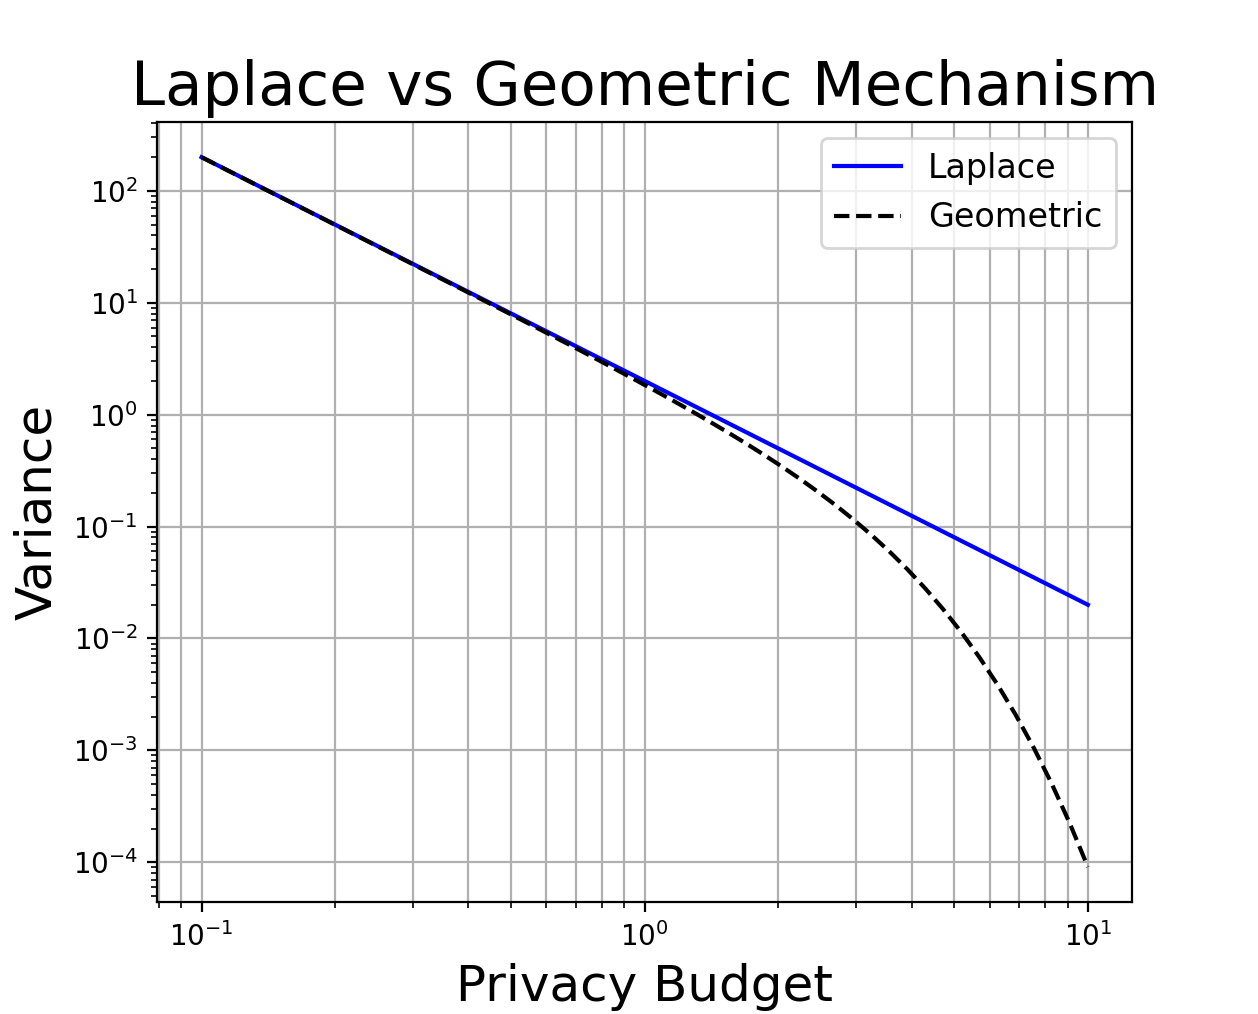 Laplace vs Geometric Mechanism
Laplace
Geometric
Variance
10²
10¹
10⁰
10⁻¹
10⁻²
10⁻³
10⁻⁴
10⁻¹ 10⁰ 10¹
Privacy Budget